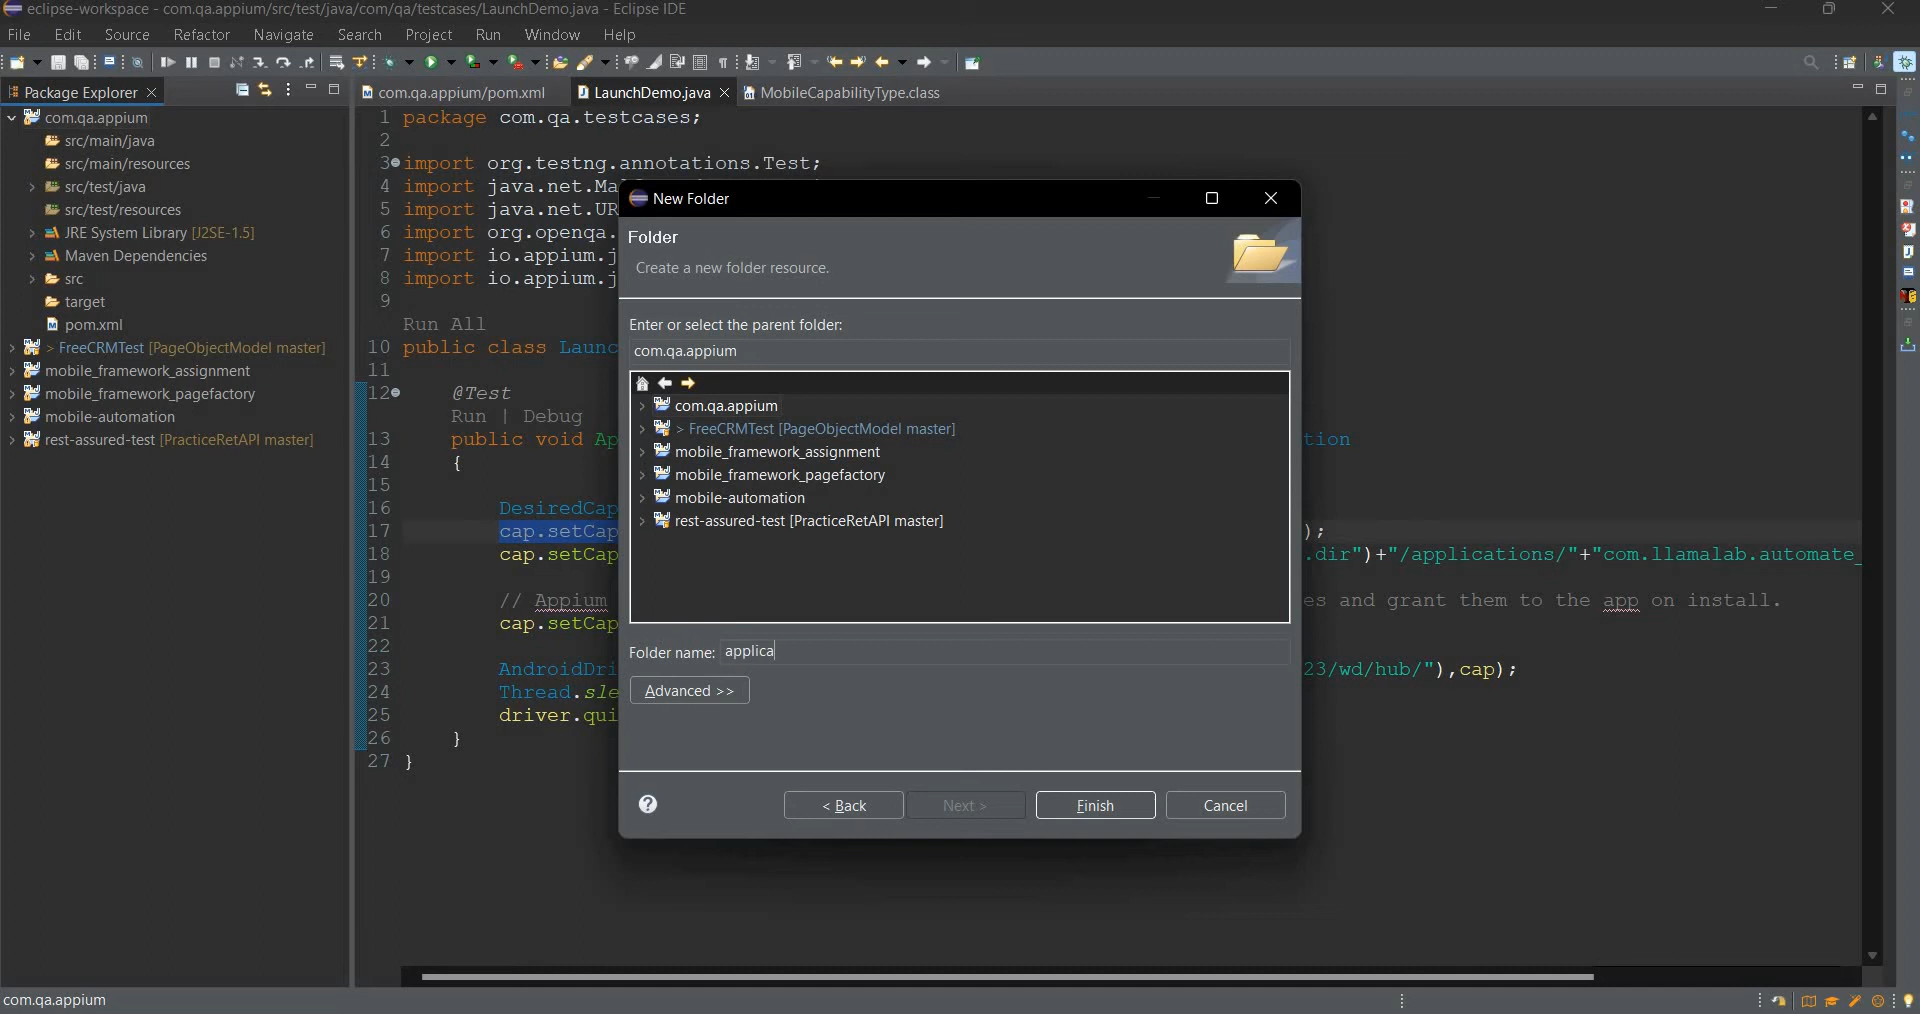 eclipse-workspace - com.qa.appium/src/test/java/com/qa/testcases/LaunchDemo.java - Eclipse IDE
File Edit Source Refactor Navigate Search Project Run Window Help
Package Explorer
com.qa.appium/pom.xml LaunchDemo.java MobileCapabilityType.class
com.qa.appium
src/main/java
src/main/resources
src/test/java
src/test/resources
JRE System Library [J2SE-1.5]
Maven Dependencies
src
target
pom.xml
> FreeCRMTest [PageObjectModel master]
mobile_framework_assignment
mobile_framework_pagefactory
mobile-automation
rest-assured-test [PracticeRetAPI master]
1 package com.qa.testcases;
2
3 import org.testng.annotations.Test;
4 import java.net.Ma
5 import java.net.UR
6 import org.openqa.
7 import io.appium.j
8 import io.appium.j
9
Run All
10 public class Launc
11
12 @Test
Run | Debug
13 public void Ap tion
14 {
15
16 DesiredCap
17 cap.setCap );
18 cap.setCap .dir")+"/applications/"+"com.llamalab.automate_
19
20 // Appium es and grant them to the app on install.
21 cap.setCap
22
23 AndroidDri 23/wd/hub/"),cap);
24 Thread.sle
25 driver.qui
26 }
27 }
New Folder
Folder
Create a new folder resource.
Enter or select the parent folder:
com.qa.appium
com.qa.appium
> FreeCRMTest [PageObjectModel master]
mobile_framework_assignment
mobile_framework_pagefactory
mobile-automation
rest-assured-test [PracticeRetAPI master]
Folder name: applica
Advanced >>
< Back Next > Finish Cancel
com.qa.appium